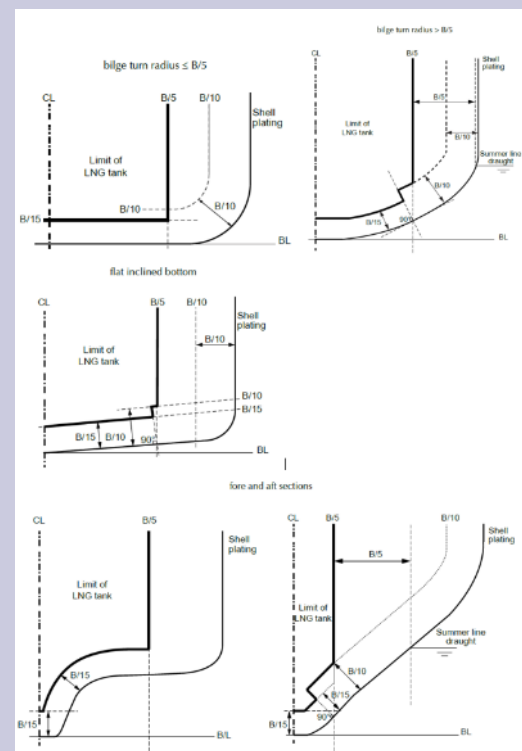 bilge turn radius > B/5
bilge turn radius ≤ B/5
CL
B/5
B/10
Shell
plating
Limit of
LNG tank
B/10
B/10
B/15
BL
CL
B/5
Shell
plating
B/5
B/10
Limit of
LNG tank
Summer line
draught
B/10
B/15
90°
BL
flat inclined bottom
CL
B/5
B/10
Shell
plating
B/10
Limit of
LNG tank
B/10
B/15
B/15
B/10
90°
BL
fore and aft sections
CL
B/5
Shell
plating
Limit of
LNG tank
B/15
B/15
B/L
CL
B/5
B/10
Shell
plating
B/5
Limit of
LNG tank
Summer line
draught
B/10
B/15
90°
B/15
BL